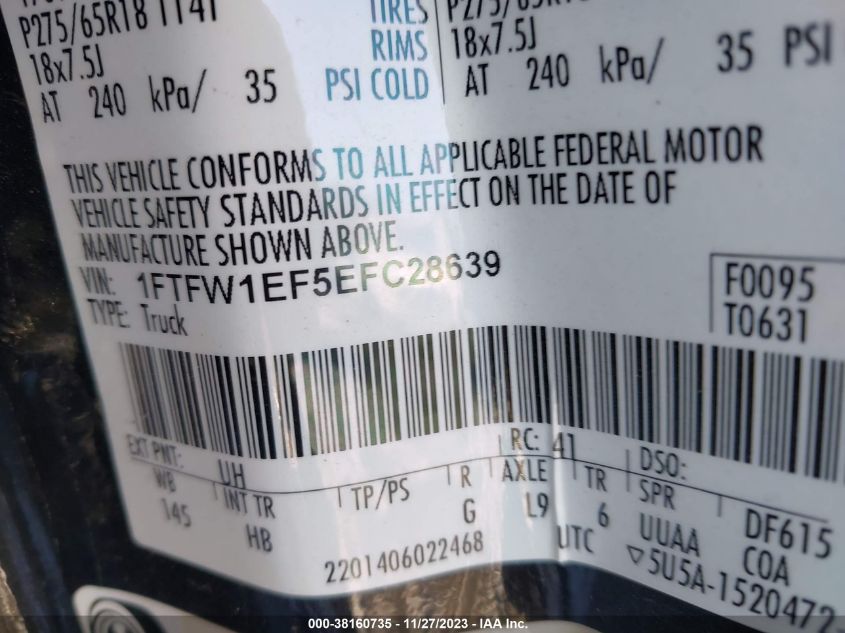 P275/65R18 114T TIRES P275/65R18
18x7.5J RIMS 18x7.5J
AT 240 kPa/ 35 PSI COLD AT 240 kPa/ 35 PSI
THIS VEHICLE CONFORMS TO ALL APPLICABLE FEDERAL MOTOR
VEHICLE SAFETY STANDARDS IN EFFECT ON THE DATE OF
MANUFACTURE SHOWN ABOVE.
VIN: 1FTFW1EF5EFC28639
TYPE: Truck
F0095
T0631
EXT PNT: UH RC: 41 DSO:
WB INT TR TP/PS R AXLE TR SPR
145 HB G L9 6 UUAA DF615
2201406022468 UTC COA
▽5U5A-1520472-
000-38160735 - 11/27/2023 - IAA Inc.